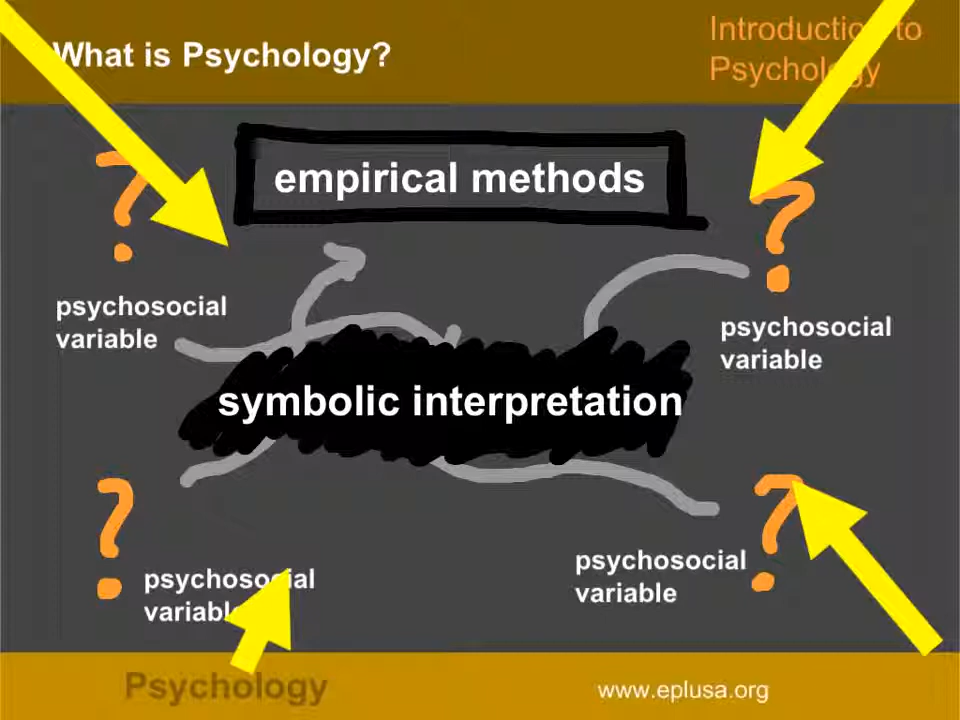 What is Psychology?
Introduction to
Psychology
empirical methods
psychosocial
variable
psychosocial
variable
symbolic interpretation
psychosocial
variable
psychosocial
variable
Psychology
www.eplusa.org